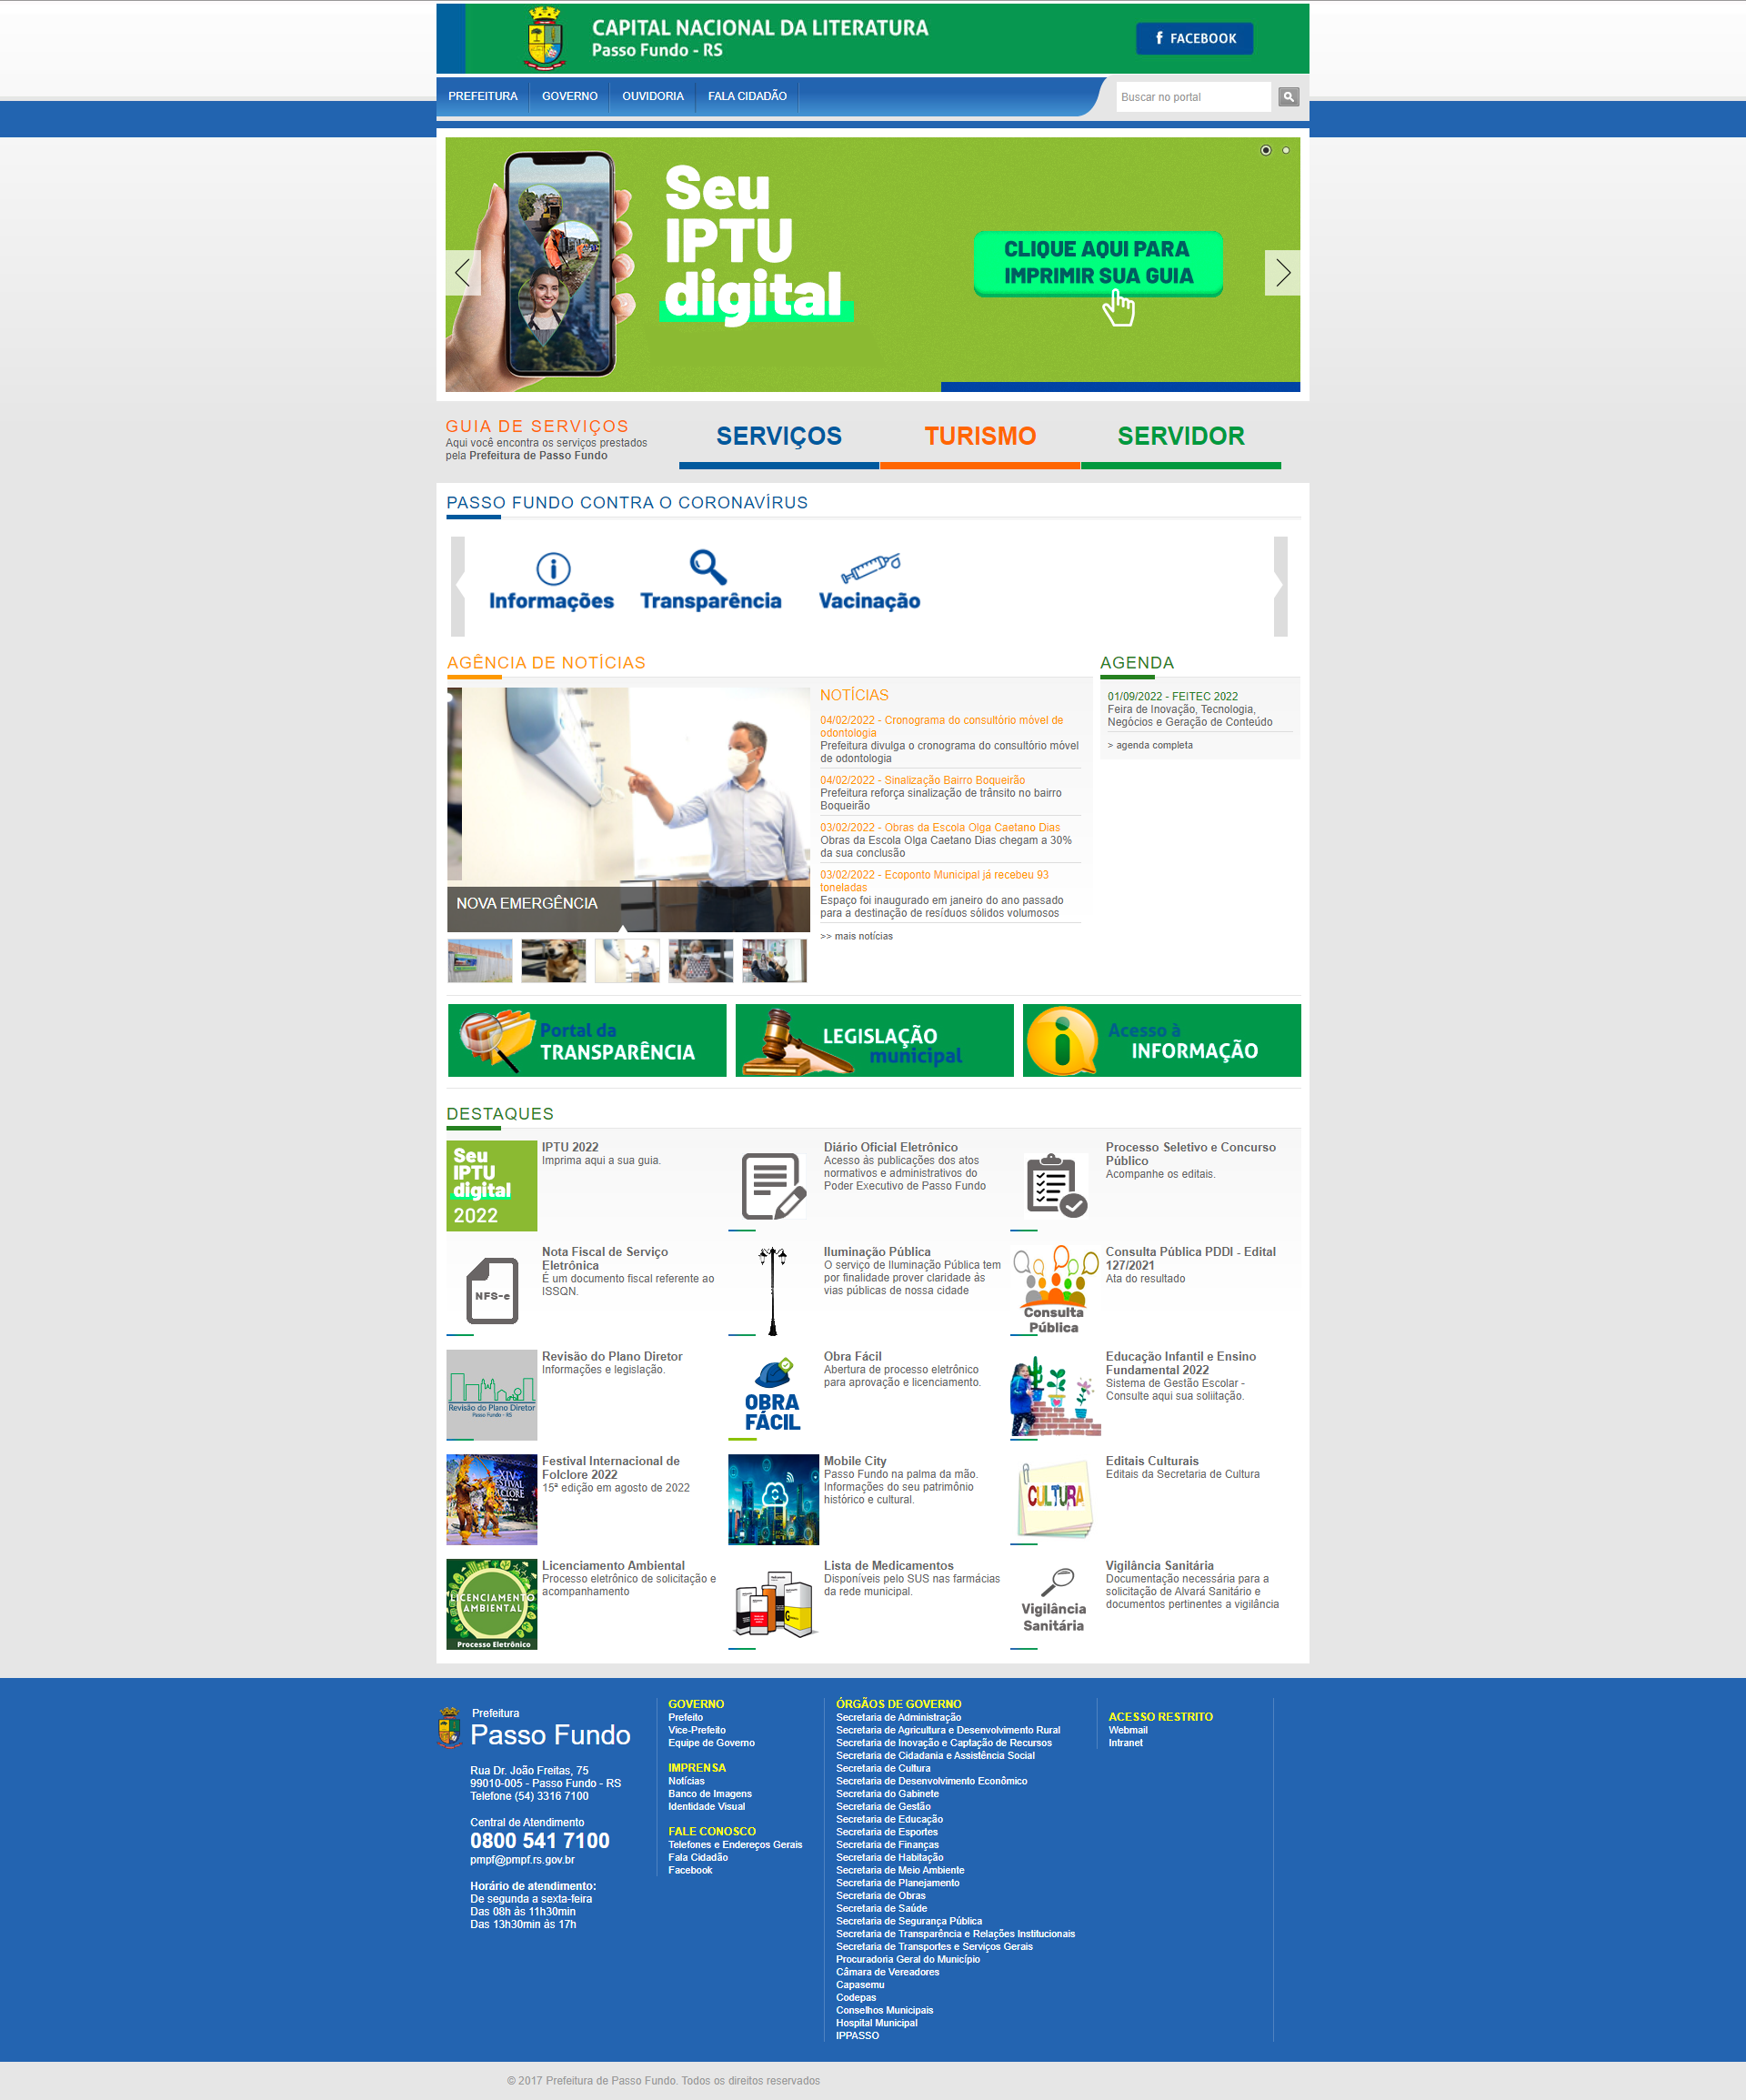 CAPITAL NACIONAL DA LITERATURA
Passo Fundo - RS
f FACEBOOK
PREFEITURA
GOVERNO
OUVIDORIA
FALA CIDADÃO
Buscar no portal
Seu
IPTU
digital
CLIQUE AQUI PARA
IMPRIMIR SUA GUIA
GUIA DE SERVIÇOS
Aqui você encontra os serviços prestados
pela Prefeitura de Passo Fundo
SERVIÇOS
TURISMO
SERVIDOR
PASSO FUNDO CONTRA O CORONAVÍRUS
Informações
Transparência
Vacinação
AGÊNCIA DE NOTÍCIAS
NOVA EMERGÊNCIA
NOTÍCIAS
04/02/2022 - Cronograma do consultório móvel de
odontologia
Prefeitura divulga o cronograma do consultório móvel
de odontologia
04/02/2022 - Sinalização Bairro Boqueirão
Prefeitura reforça sinalização de trânsito no bairro
Boqueirão
03/02/2022 - Obras da Escola Olga Caetano Dias
Obras da Escola Olga Caetano Dias chegam a 30%
da sua conclusão
03/02/2022 - Ecoponto Municipal já recebeu 93
toneladas
Espaço foi inaugurado em janeiro do ano passado
para a destinação de resíduos sólidos volumosos
>> mais notícias
AGENDA
01/09/2022 - FEITEC 2022
Feira de Inovação, Tecnologia,
Negócios e Geração de Conteúdo
> agenda completa
Portal da
TRANSPARÊNCIA
LEGISLAÇÃO
municipal
Acesso à
INFORMAÇÃO
DESTAQUES
Seu
IPTU
digital
2022
IPTU 2022
Imprima aqui a sua guia.
Diário Oficial Eletrônico
Acesso às publicações dos atos
normativos e administrativos do
Poder Executivo de Passo Fundo
Processo Seletivo e Concurso
Público
Acompanhe os editais.
NFS-e
Nota Fiscal de Serviço
Eletrônica
É um documento fiscal referente ao
ISSQN.
Iluminação Pública
O serviço de Iluminação Pública tem
por finalidade prover claridade às
vias públicas de nossa cidade
Consulta
Pública
Consulta Pública PDDI - Edital
127/2021
Ata do resultado
Revisão do Plano Diretor
Passo Fundo - RS
Revisão do Plano Diretor
Informações e legislação.
OBRA
FÁCIL
Obra Fácil
Abertura de processo eletrônico
para aprovação e licenciamento.
Educação Infantil e Ensino
Fundamental 2022
Sistema de Gestão Escolar -
Consulte aqui sua soliitação.
Festival Internacional de
Folclore 2022
15ª edição em agosto de 2022
Mobile City
Passo Fundo na palma da mão.
Informações do seu patrimônio
histórico e cultural.
CULTURA
Editais Culturais
Editais da Secretaria de Cultura
LICENCIAMENTO
AMBIENTAL
Processo Eletrônico
Licenciamento Ambiental
Processo eletrônico de solicitação e
acompanhamento
Lista de Medicamentos
Disponíveis pelo SUS nas farmácias
da rede municipal.
Vigilância
Sanitária
Vigilância Sanitária
Documentação necessária para a
solicitação de Alvará Sanitário e
documentos pertinentes a vigilância
Prefeitura
Passo Fundo
Rua Dr. João Freitas, 75
99010-005 - Passo Fundo - RS
Telefone (54) 3316 7100
Central de Atendimento
0800 541 7100
pmpf@pmpf.rs.gov.br
Horário de atendimento:
De segunda a sexta-feira
Das 08h às 11h30min
Das 13h30min às 17h
GOVERNO
Prefeito
Vice-Prefeito
Equipe de Governo
IMPRENSA
Notícias
Banco de Imagens
Identidade Visual
FALE CONOSCO
Telefones e Endereços Gerais
Fala Cidadão
Facebook
ÓRGÃOS DE GOVERNO
Secretaria de Administração
Secretaria de Agricultura e Desenvolvimento Rural
Secretaria de Inovação e Captação de Recursos
Secretaria de Cidadania e Assistência Social
Secretaria de Cultura
Secretaria de Desenvolvimento Econômico
Secretaria do Gabinete
Secretaria de Gestão
Secretaria de Educação
Secretaria de Esportes
Secretaria de Finanças
Secretaria de Habitação
Secretaria de Meio Ambiente
Secretaria de Planejamento
Secretaria de Obras
Secretaria de Saúde
Secretaria de Segurança Pública
Secretaria de Transparência e Relações Institucionais
Secretaria de Transportes e Serviços Gerais
Procuradoria Geral do Município
Câmara de Vereadores
Capasemu
Codepas
Conselhos Municipais
Hospital Municipal
IPPASSO
ACESSO RESTRITO
Webmail
Intranet
© 2017 Prefeitura de Passo Fundo. Todos os direitos reservados